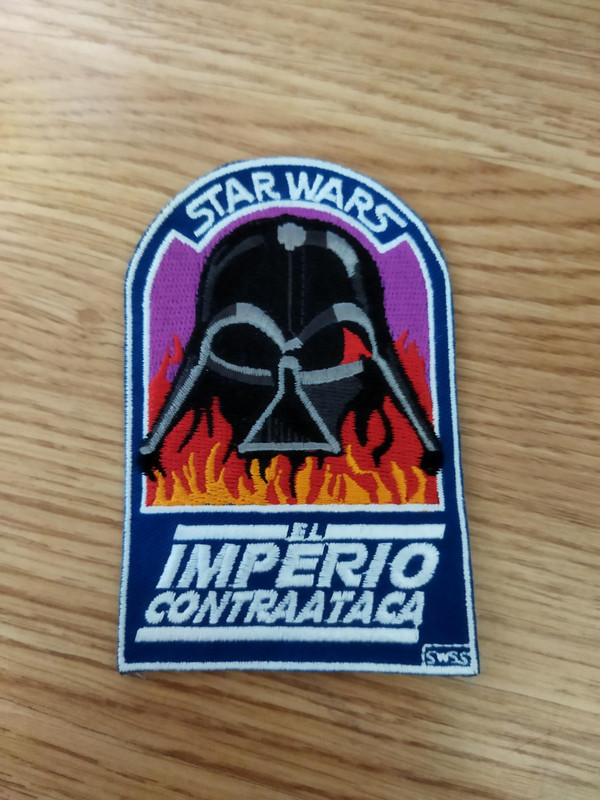 STAR WARS
EL
IMPERIO
CONTRAATACA
SWSS